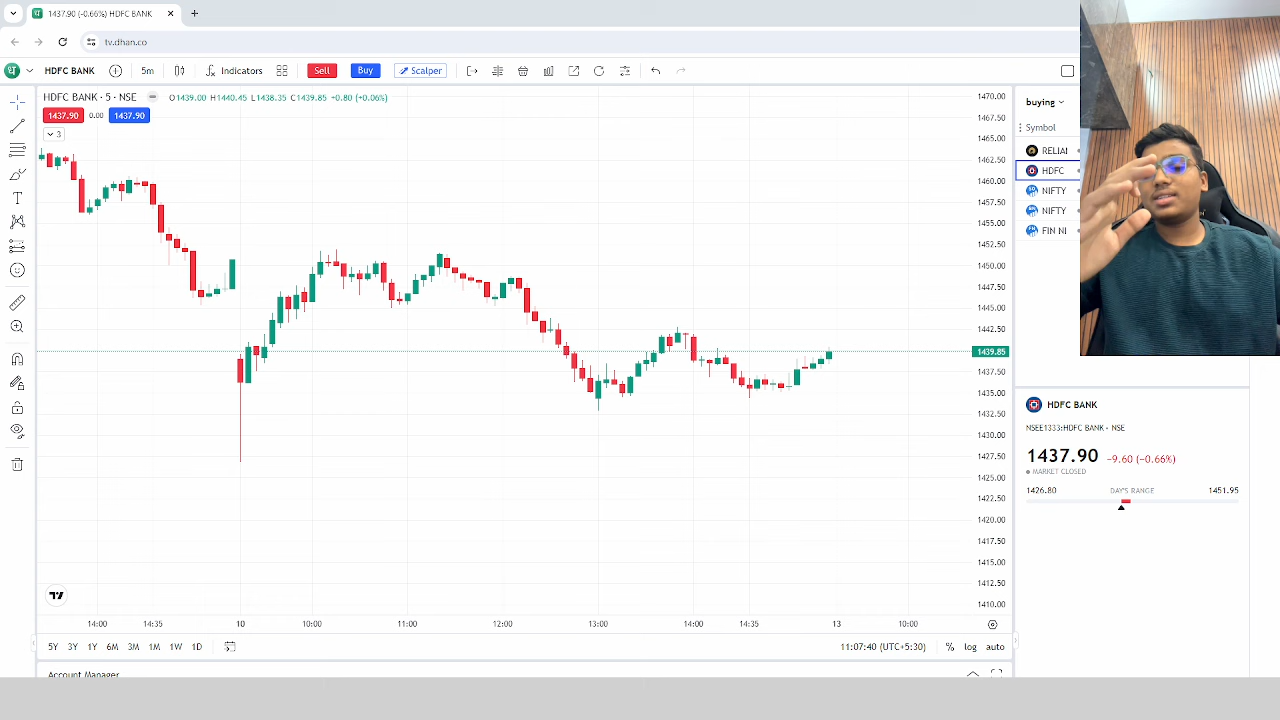 1437.90 (-0.66%) HDFC BANK
tv.dhan.co
HDFC BANK 5m Indicators Sell Buy Scalper
HDFC BANK · 5 · NSE O1439.00 H1440.45 L1438.35 C1439.85 +0.80 (+0.06%)
1437.90 0.00 1437.90
3
1470.00
1467.50
1465.00
1462.50
1460.00
1457.50
1455.00
1452.50
1450.00
1447.50
1445.00
1442.50
1439.85
1437.50
1435.00
1432.50
1430.00
1427.50
1425.00
1422.50
1420.00
1417.50
1415.00
1412.50
1410.00
14:00 14:35 10 10:00 11:00 12:00 13:00 14:00 14:35 13 10:00
5Y 3Y 1Y 6M 3M 1M 1W 1D 11:07:40 (UTC+5:30) % log auto
Account Manager
buying
Symbol
RELIAI
HDFC
NIFTY
NIFTY
FIN NI
HDFC BANK
NSEE1333:HDFC BANK · NSE
1437.90 −9.60 (−0.66%)
MARKET CLOSED
1426.80 DAY'S RANGE 1451.95